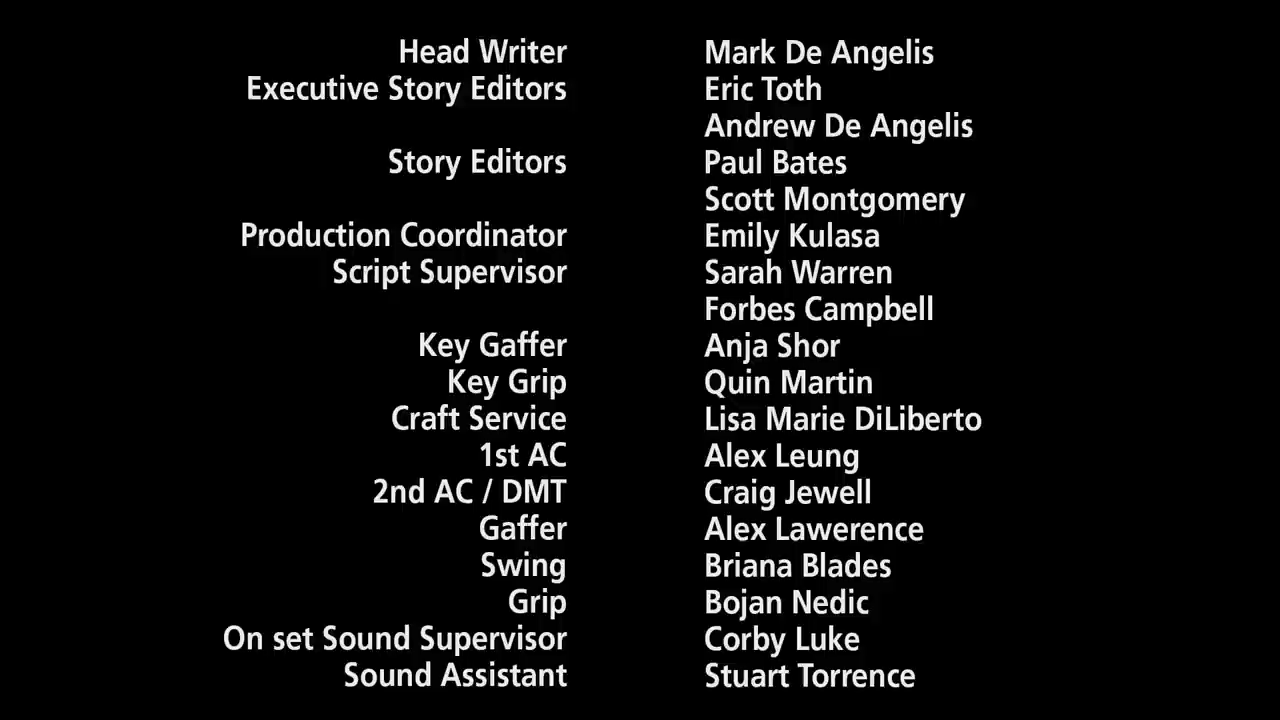 Head Writer Mark De Angelis
Executive Story Editors Eric Toth
Andrew De Angelis
Story Editors Paul Bates
Scott Montgomery
Production Coordinator Emily Kulasa
Script Supervisor Sarah Warren
Forbes Campbell
Key Gaffer Anja Shor
Key Grip Quin Martin
Craft Service Lisa Marie DiLiberto
1st AC Alex Leung
2nd AC / DMT Craig Jewell
Gaffer Alex Lawerence
Swing Briana Blades
Grip Bojan Nedic
On set Sound Supervisor Corby Luke
Sound Assistant Stuart Torrence